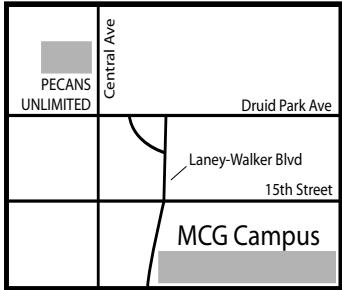 Central Ave
PECANS
UNLIMITED
Druid Park Ave
Laney-Walker Blvd
15th Street
MCG Campus